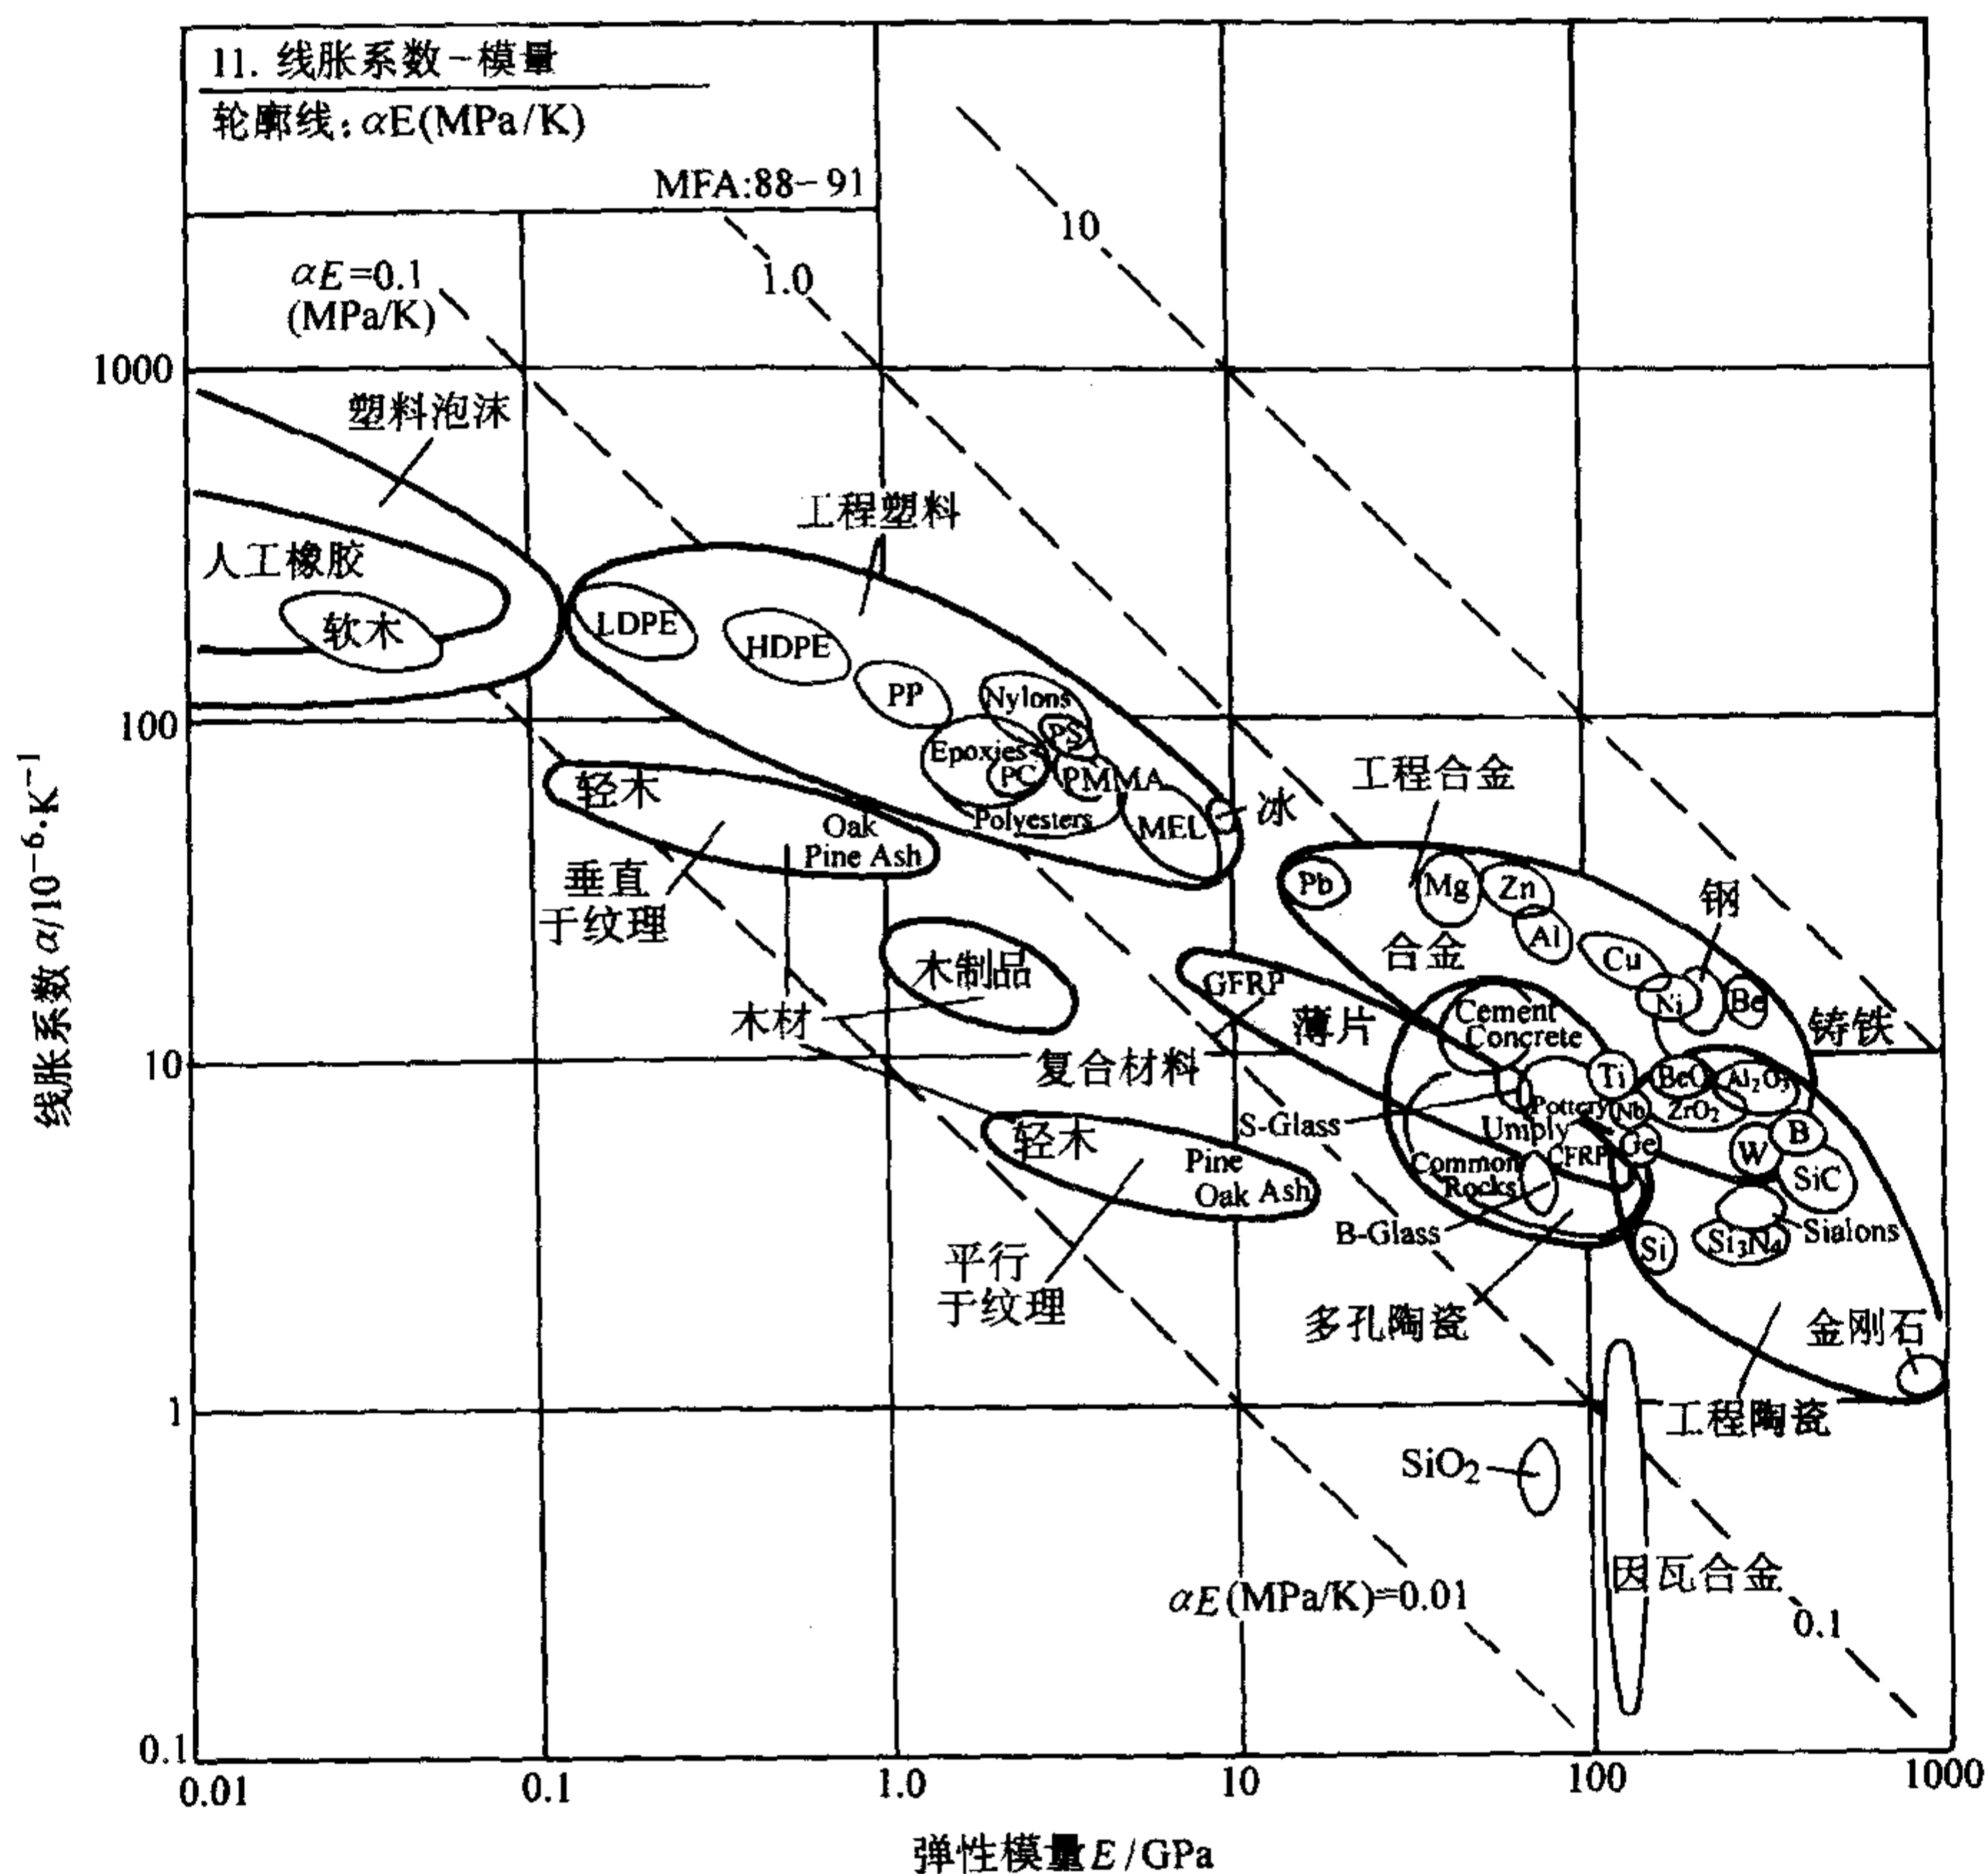 11. 线胀系数-模量
轮廓线:αE(MPa/K)
MFA:88-91
αE=0.1
(MPa/K)
1.0
10
1000
塑料泡沫
工程塑料
人工橡胶
软木
LDPE
HDPE
PP
Nylons
PS
100
Epoxies
PC
PMMA
Polyesters
MEL
冰
工程合金
轻木
Oak
Pine Ash
垂直
于纹理
Pb
Mg
Zn
钢
Al
合金
Cu
木制品
GFRP
Ni
Be
木材
薄片
Cement
Concrete
铸铁
10
复合材料
Ti
BeO
Al₂O₃
S-Glass
Pottery
Nb
ZrO₂
轻木
Pine
Oak Ash
Umply
CFRP
Ge
W
B
Common
Rocks
SiC
B-Glass
Si
Si₃N₄
Sialons
平行
于纹理
多孔陶瓷
金刚石
1
工程陶瓷
SiO₂
因瓦合金
αE(MPa/K)=0.01
0.1
0.1
0.01
0.1
1.0
10
100
1000
线胀系数 α/10⁻⁶·K⁻¹
弹性模量E/GPa